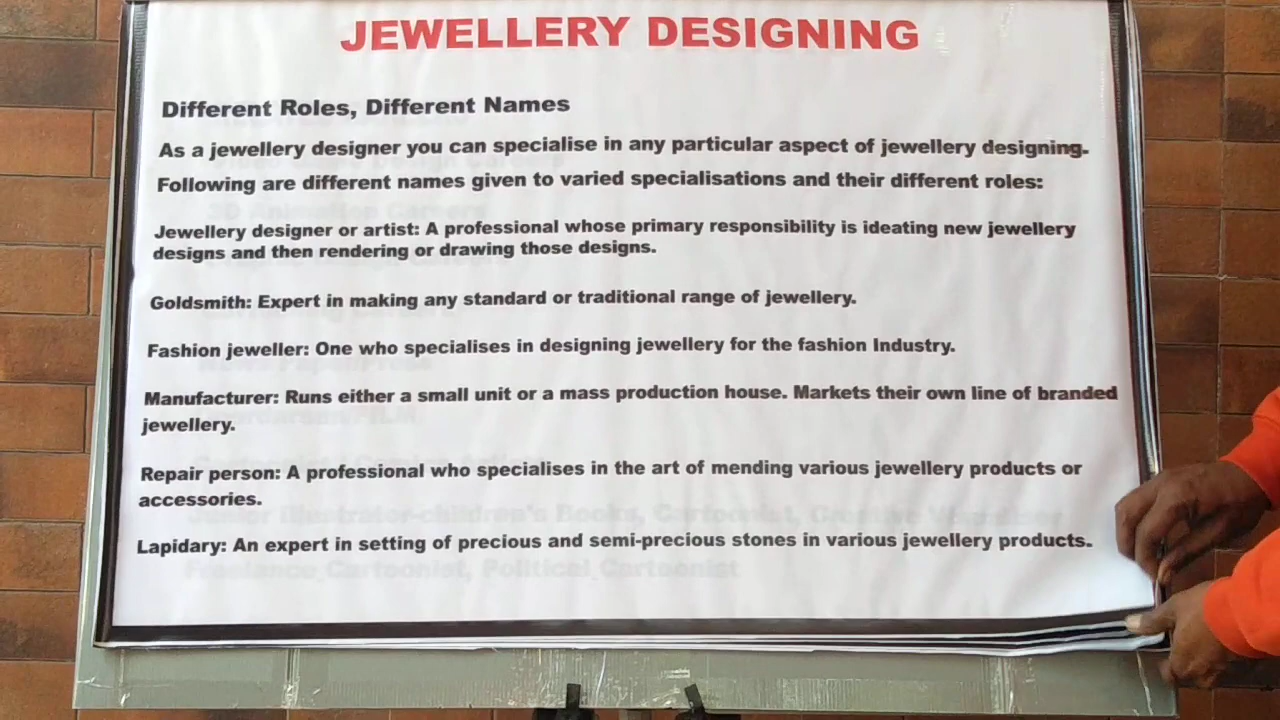 JEWELLERY DESIGNING
Different Roles, Different Names
As a jewellery designer you can specialise in any particular aspect of jewellery designing.
Following are different names given to varied specialisations and their different roles:
Jewellery designer or artist: A professional whose primary responsibility is ideating new jewellery
designs and then rendering or drawing those designs.
Goldsmith: Expert in making any standard or traditional range of jewellery.
Fashion jeweller: One who specialises in designing jewellery for the fashion Industry.
Manufacturer: Runs either a small unit or a mass production house. Markets their own line of branded
jewellery.
Repair person: A professional who specialises in the art of mending various jewellery products or
accessories.
Lapidary: An expert in setting of precious and semi-precious stones in various jewellery products.